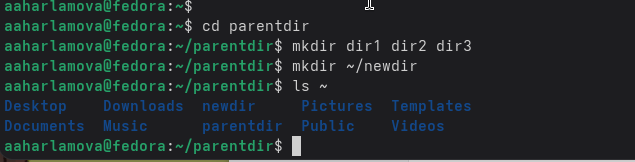 aaharlamova@fedora:~$
aaharlamova@fedora:~$ cd parentdir
aaharlamova@fedora:~/parentdir$ mkdir dir1 dir2 dir3
aaharlamova@fedora:~/parentdir$ mkdir ~/newdir
aaharlamova@fedora:~/parentdir$ ls ~
Desktop Downloads newdir Pictures Templates
Documents Music parentdir Public Videos
aaharlamova@fedora:~/parentdir$